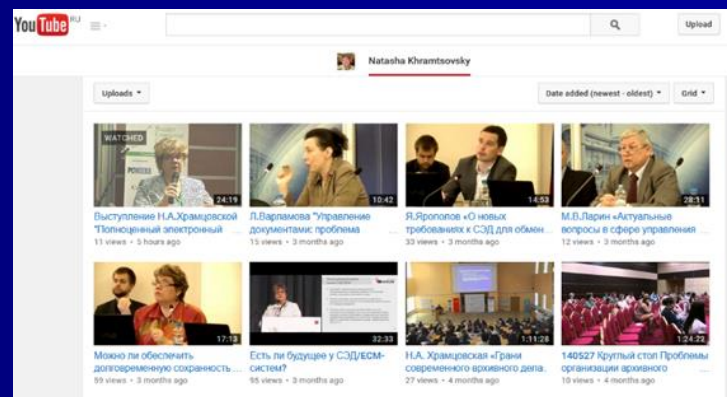 YouTube RU
Upload
Natasha Khramtsovsky
Uploads
Date added (newest - oldest)
Grid
WATCHED
24:19
10:42
14:53
28:11
Выступление Н.А.Храмцовской
"Полноценный электронный ...
11 views • 5 hours ago
Л.Варламова "Управление
документами: проблема ...
15 views • 3 months ago
Я.Ярополов «О новых
требованиях к СЭД для обмен...
33 views • 3 months ago
М.В.Ларин «Актуальные
вопросы в сфере управления ...
12 views • 3 months ago
17:13
32:33
1:11:28
1:24:22
Можно ли обеспечить
долговременную сохранность ...
99 views • 3 months ago
Есть ли будущее у СЭД/ECM-
систем?
95 views • 3 months ago
Н.А. Храмцовская «Грани
современного архивного дела.
27 views • 4 months ago
140527 Круглый стол Проблемы
организации архивного ...
10 views • 4 months ago